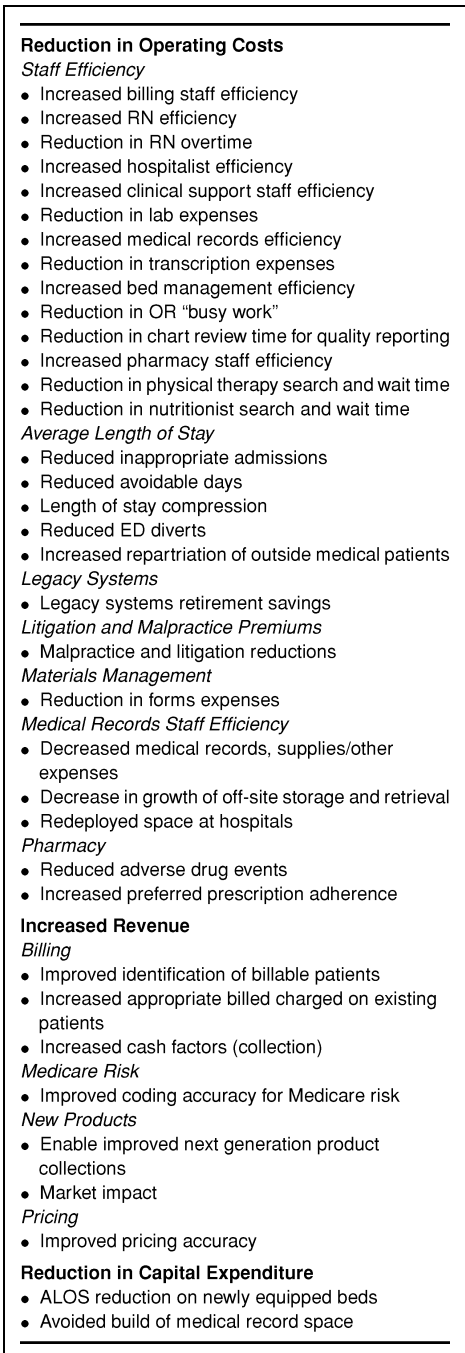 Reduction in Operating Costs
Staff Efficiency
● Increased billing staff efficiency
● Increased RN efficiency
● Reduction in RN overtime
● Increased hospitalist efficiency
● Increased clinical support staff efficiency
● Reduction in lab expenses
● Increased medical records efficiency
● Reduction in transcription expenses
● Increased bed management efficiency
● Reduction in OR “busy work”
● Reduction in chart review time for quality reporting
● Increased pharmacy staff efficiency
● Reduction in physical therapy search and wait time
● Reduction in nutritionist search and wait time
Average Length of Stay
● Reduced inappropriate admissions
● Reduced avoidable days
● Length of stay compression
● Reduced ED diverts
● Increased repartriation of outside medical patients
Legacy Systems
● Legacy systems retirement savings
Litigation and Malpractice Premiums
● Malpractice and litigation reductions
Materials Management
● Reduction in forms expenses
Medical Records Staff Efficiency
● Decreased medical records, supplies/other
expenses
● Decrease in growth of off-site storage and retrieval
● Redeployed space at hospitals
Pharmacy
● Reduced adverse drug events
● Increased preferred prescription adherence
Increased Revenue
Billing
● Improved identification of billable patients
● Increased appropriate billed charged on existing
patients
● Increased cash factors (collection)
Medicare Risk
● Improved coding accuracy for Medicare risk
New Products
● Enable improved next generation product
collections
● Market impact
Pricing
● Improved pricing accuracy
Reduction in Capital Expenditure
● ALOS reduction on newly equipped beds
● Avoided build of medical record space